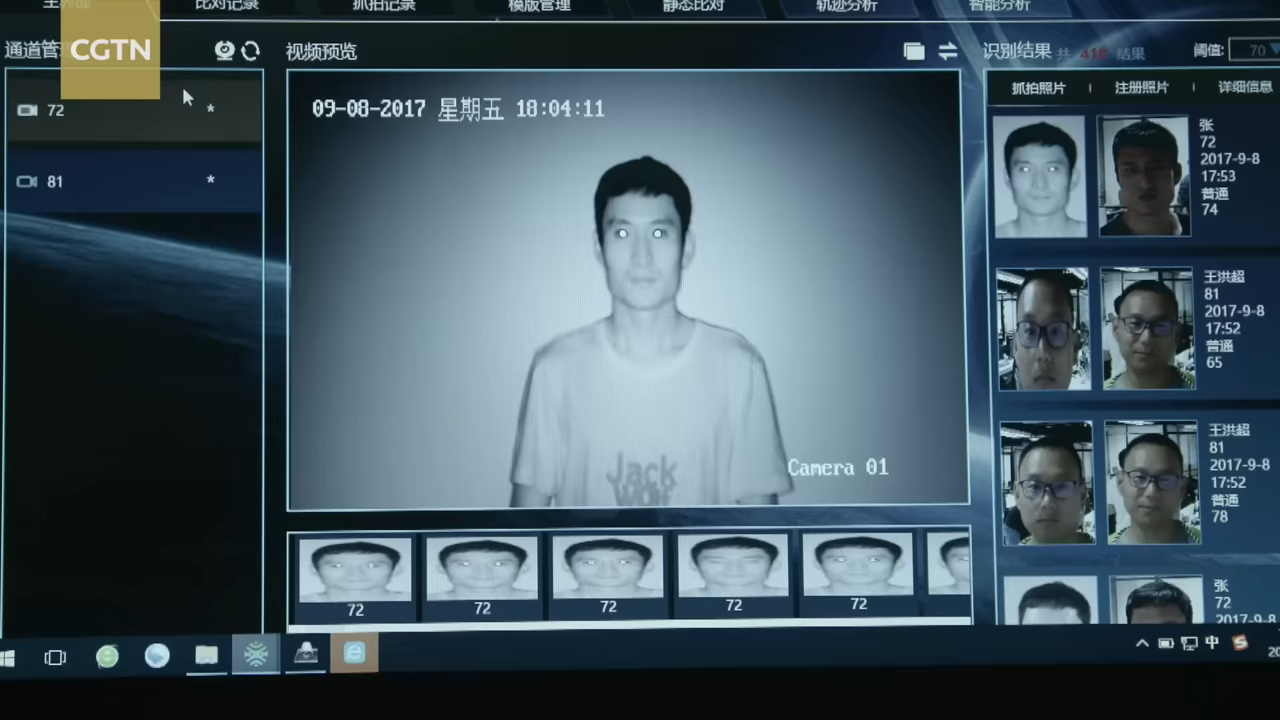 主界面
比对记录
抓拍记录
模版管理
静态比对
轨迹分析
智能分析
CGTN
通道管
视频预览
识别结果 共 418 结果
阈值: 70
72 *
81 *
09-08-2017 星期五 18:04:11
Jack
Camera 01
抓拍照片
注册照片
详细信息
张
72
2017-9-8
17:53
普通
74
王洪超
81
2017-9-8
17:52
普通
65
王洪超
81
2017-9-8
17:52
普通
78
张
72
2017-9-8
72
72
72
72
72
中